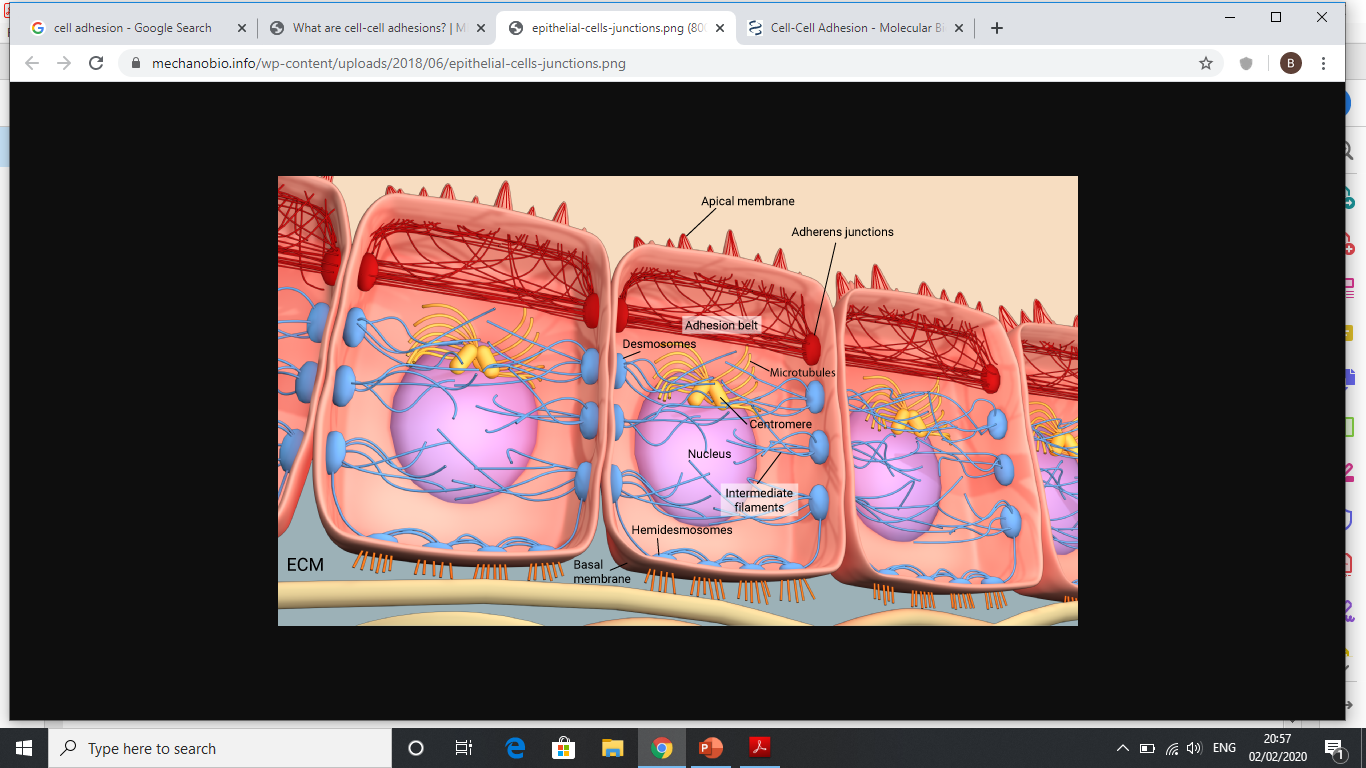 cell adhesion - Google Search
What are cell-cell adhesions? | M
epithelial-cells-junctions.png (80
Cell-Cell Adhesion - Molecular Bi
mechanobio.info/wp-content/uploads/2018/06/epithelial-cells-junctions.png
B
Apical membrane
Adherens junctions
Adhesion belt
Desmosomes
Microtubules
Centromere
Nucleus
Intermediate
filaments
Hemidesmosomes
ECM
Basal
membrane
Type here to search
ENG
20:57
02/02/2020
1